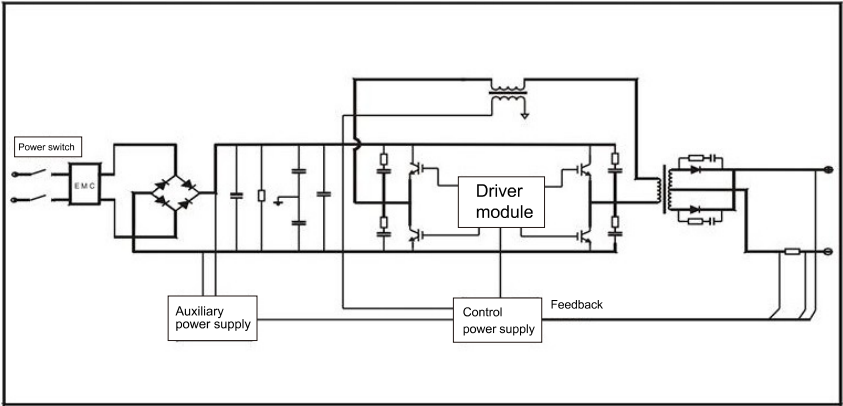 Power switch
EMC
Driver
module
Auxiliary
power supply
Control
power supply
Feedback